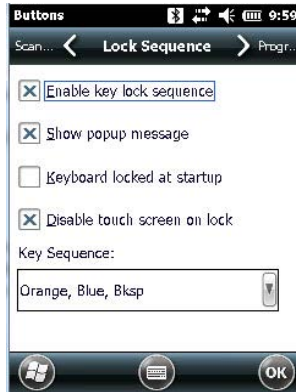 Buttons 9:59
Scan... Lock Sequence Progr...
Enable key lock sequence
Show popup message
Keyboard locked at startup
Disable touch screen on lock
Key Sequence:
Orange, Blue, Bksp
OK